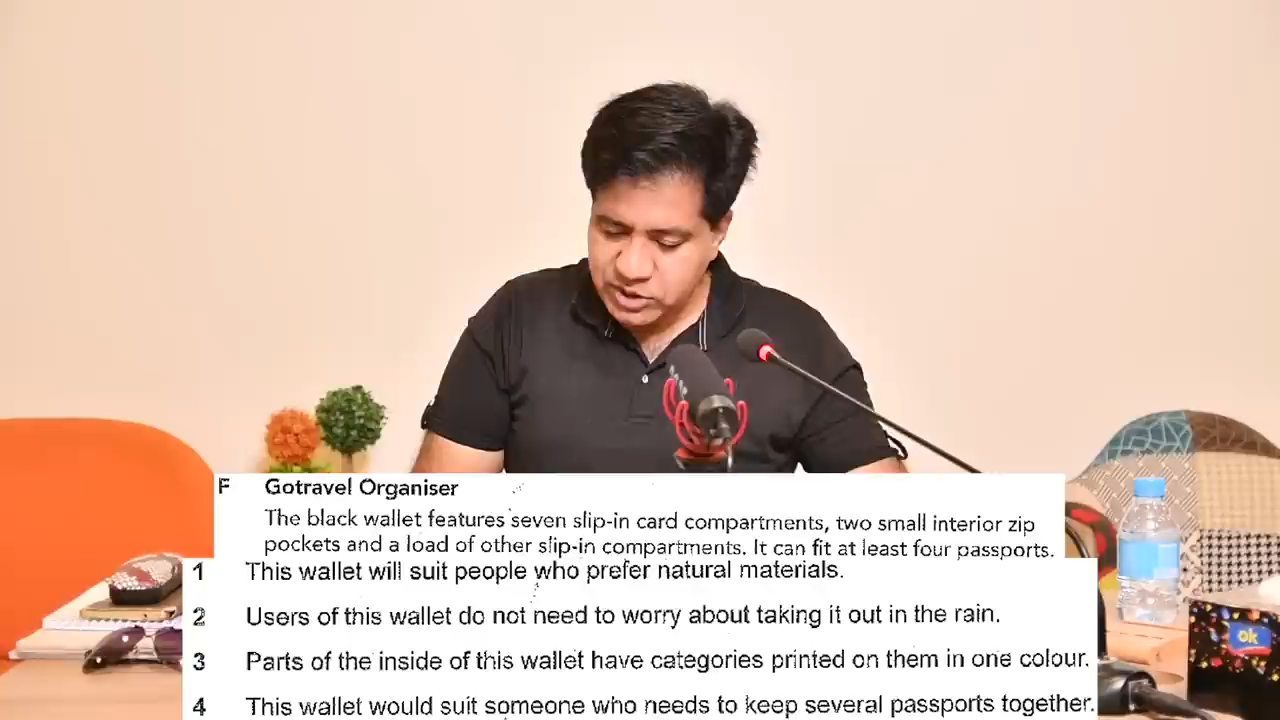 F Gotravel Organiser
The black wallet features seven slip-in card compartments, two small interior zip
pockets and a load of other slip-in compartments. It can fit at least four passports.
1 This wallet will suit people who prefer natural materials.
2 Users of this wallet do not need to worry about taking it out in the rain.
3 Parts of the inside of this wallet have categories printed on them in one colour.
4 This wallet would suit someone who needs to keep several passports together.
ok